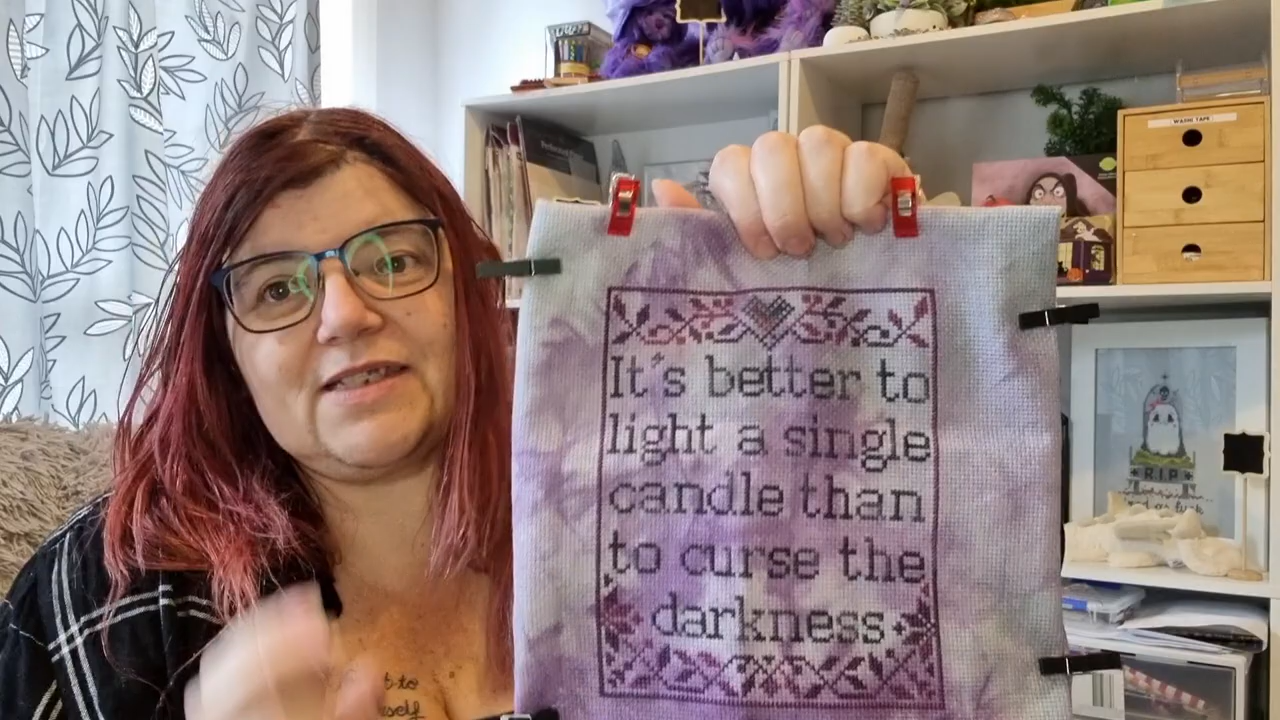 WASHI TAPE
It's better to
light a single
candle than
to curse the
darkness
RIP